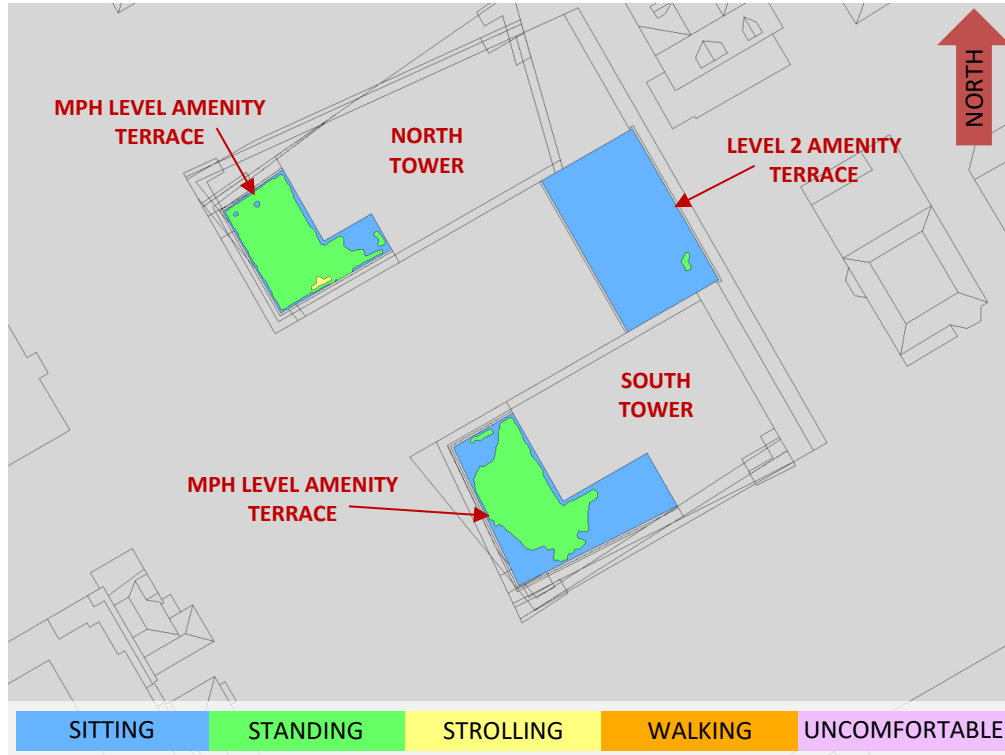 NORTH
MPH LEVEL AMENITY
TERRACE
NORTH
TOWER
LEVEL 2 AMENITY
TERRACE
SOUTH
TOWER
MPH LEVEL AMENITY
TERRACE
SITTING
STANDING
STROLLING
WALKING
UNCOMFORTABLE